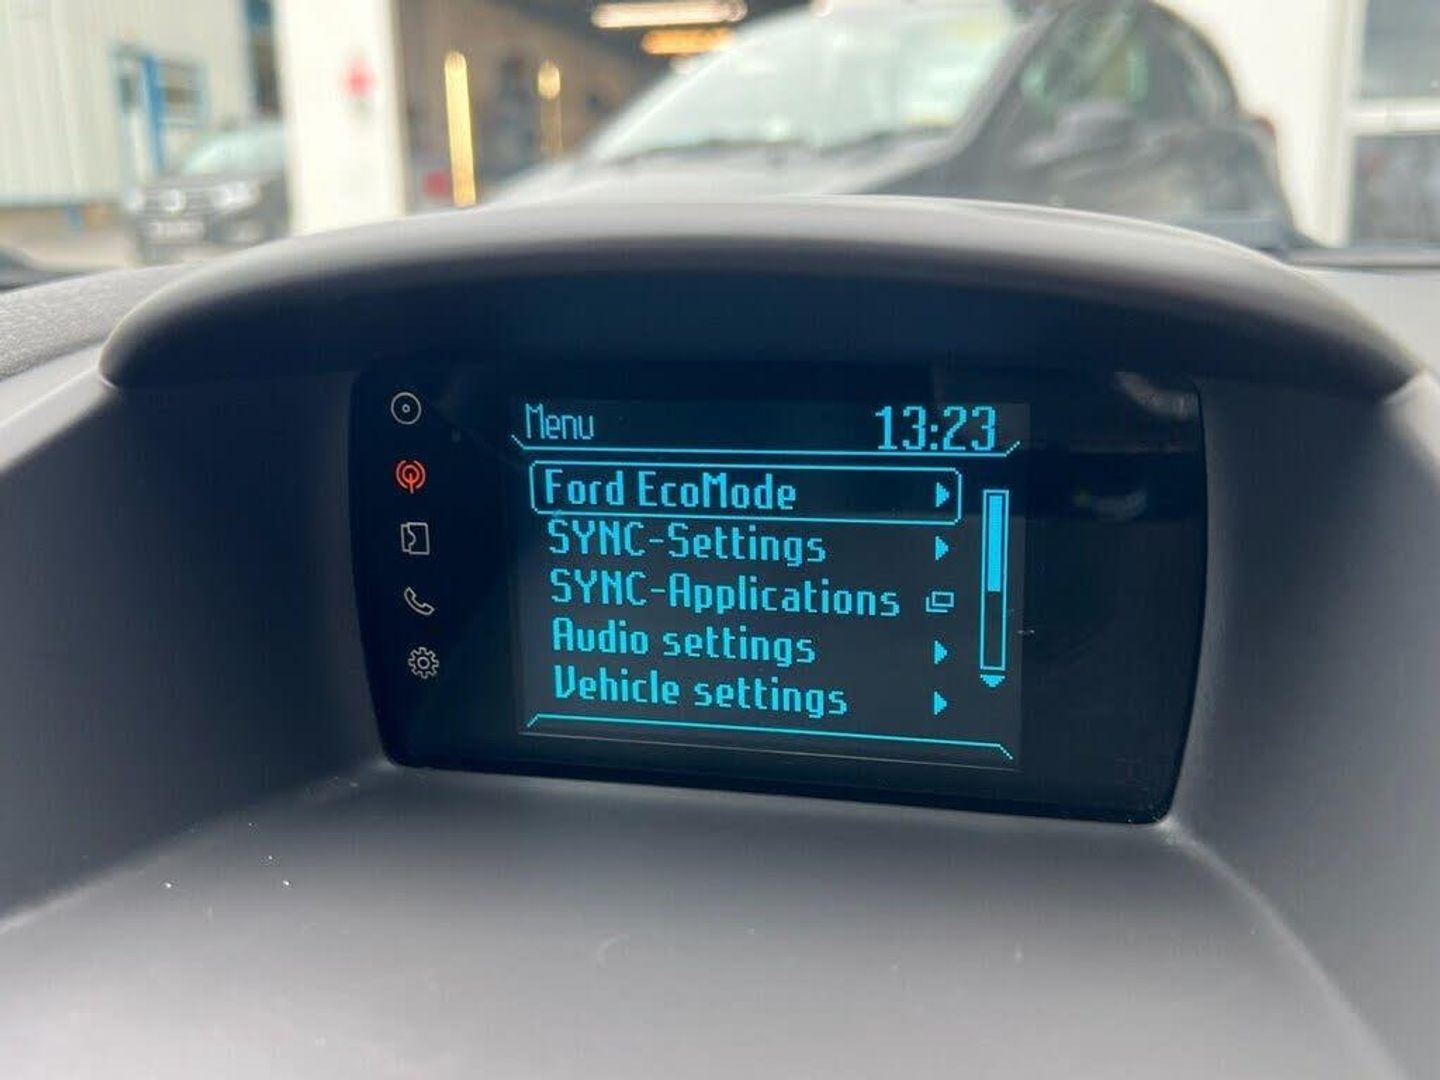 Menu 13:23
Ford EcoMode
SYNC-Settings
SYNC-Applications
Audio settings
Vehicle settings